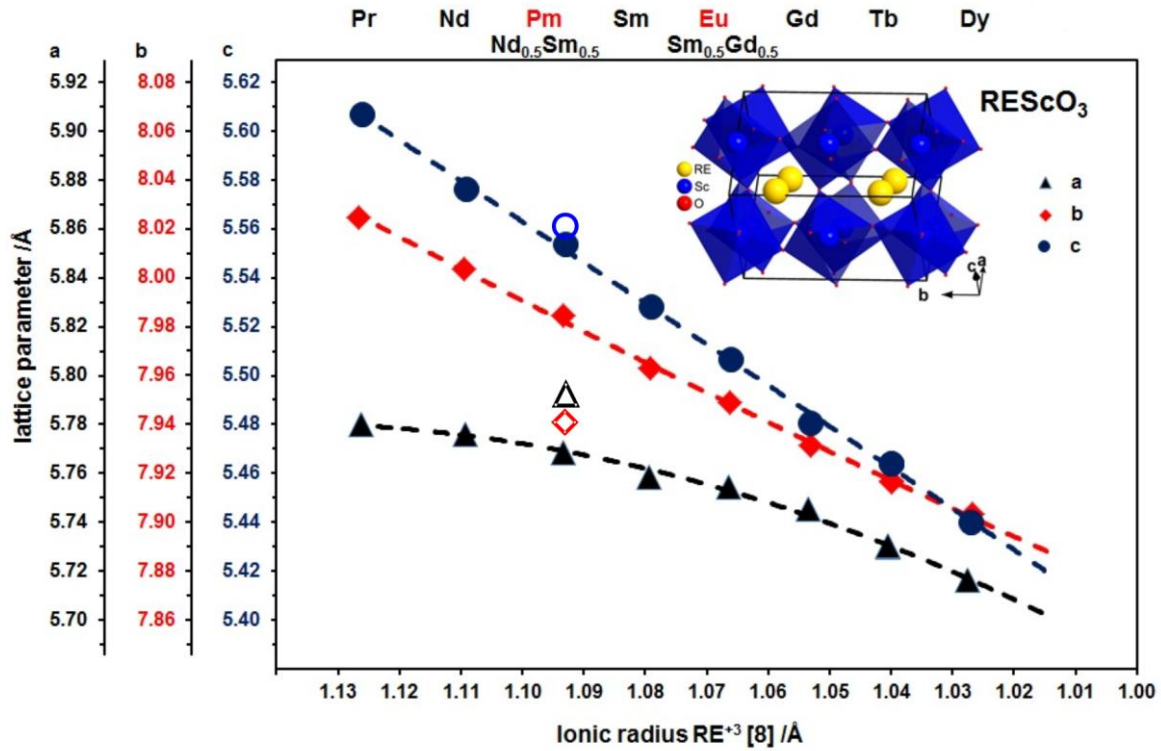 Pr Nd Pm Sm Eu Gd Tb Dy
Nd0.5Sm0.5 Sm0.5Gd0.5
a b c
5.92 8.08 5.62
5.90 8.06 5.60
5.88 8.04 5.58
5.86 8.02 5.56
5.84 8.00 5.54
5.82 7.98 5.52
5.80 7.96 5.50
5.78 7.94 5.48
5.76 7.92 5.46
5.74 7.90 5.44
5.72 7.88 5.42
5.70 7.86 5.40
lattice parameter /Å
REScO3
RE
Sc
O
a
b
c
c a
b
1.13 1.12 1.10 1.09 1.08 1.07 1.06 1.05 1.04 1.03 1.02 1.01 1.00
Ionic radius RE+3 [8] /Å